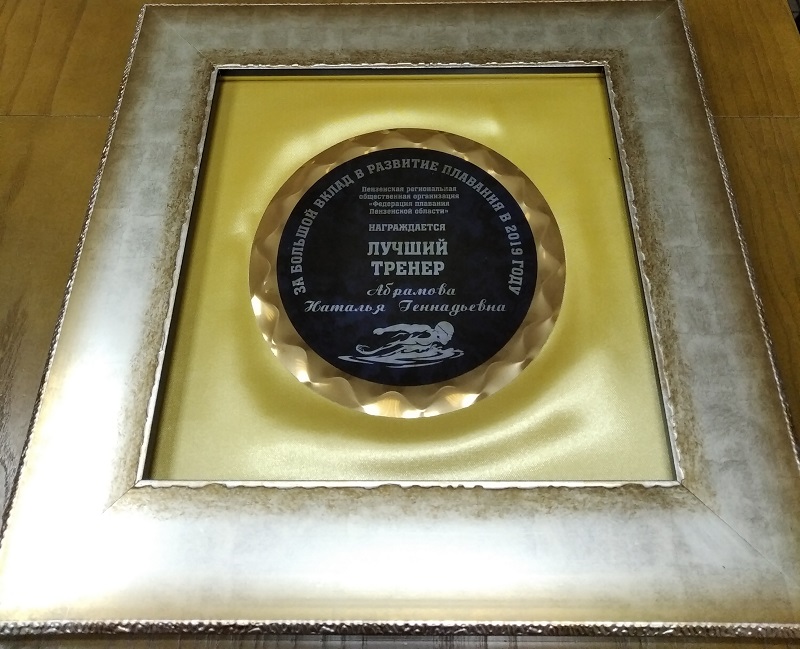 ЗА БОЛЬШОЙ ВКЛАД В РАЗВИТИЕ ПЛАВАНИЯ В 2019 ГОДУ
Пензенская региональная
общественная организация
«Федерация плавания
Пензенской области»
НАГРАЖДАЕТСЯ
ЛУЧШИЙ
ТРЕНЕР
Абрамова
Наталья Геннадьевна